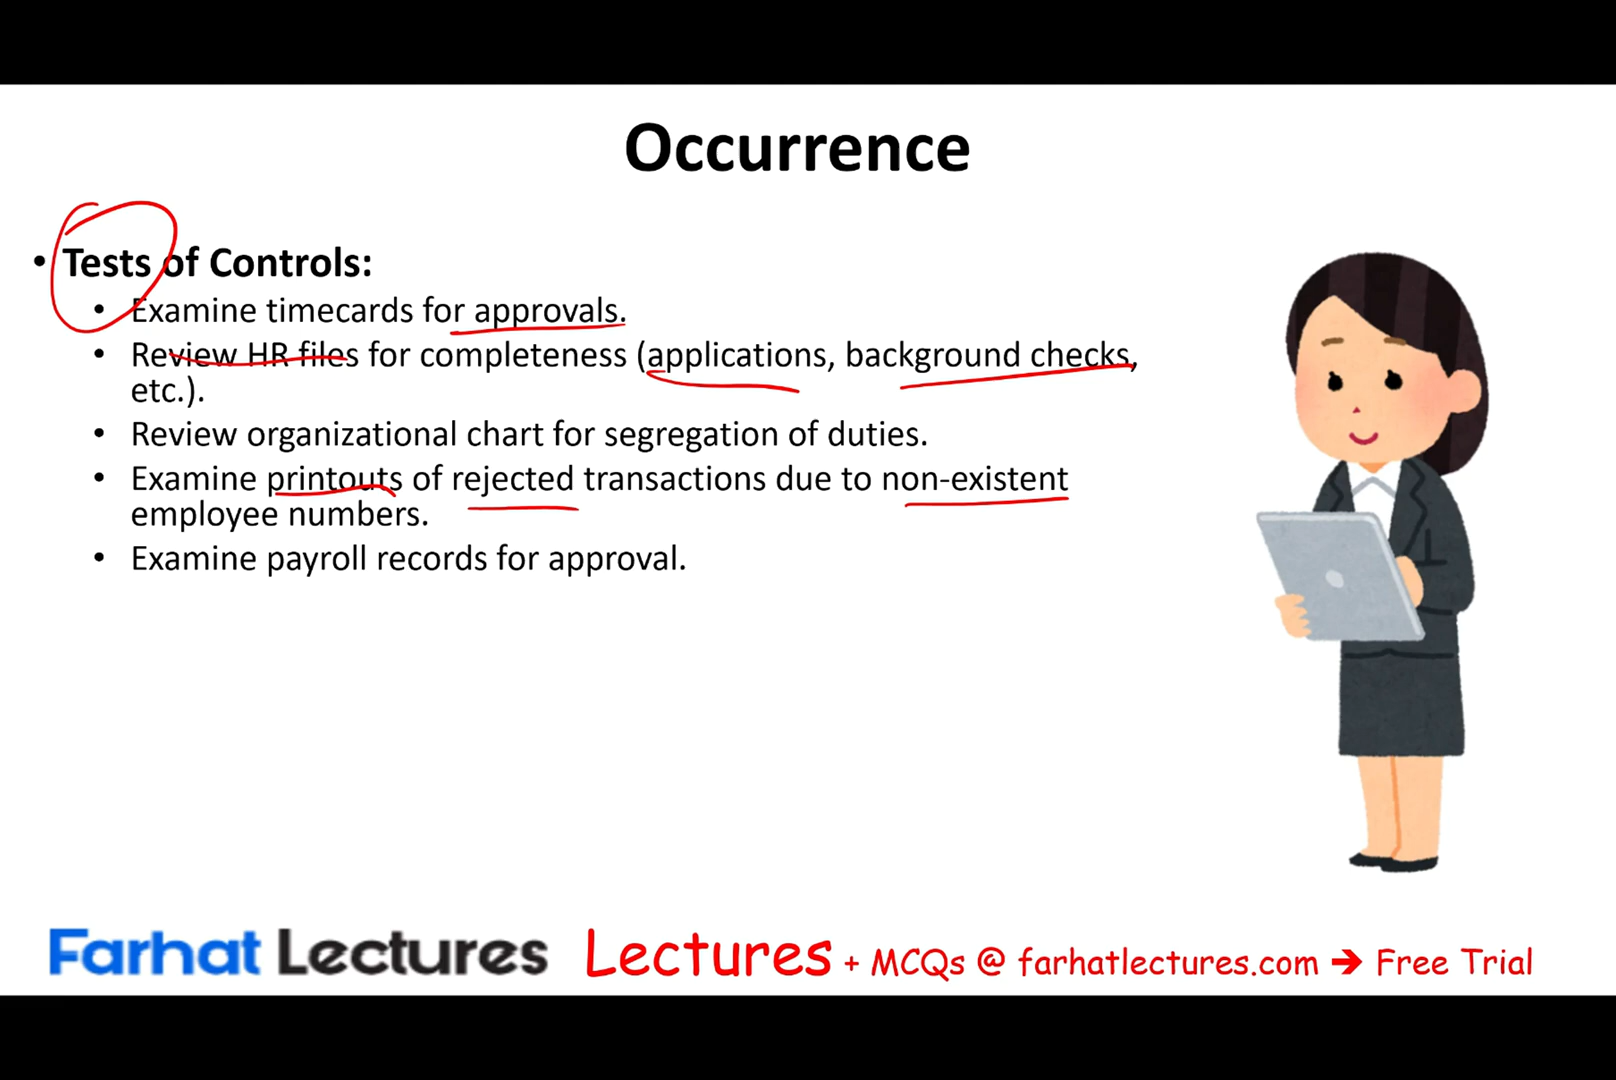 Occurrence
• Tests of Controls:
• Examine timecards for approvals.
• Review HR files for completeness (applications, background checks,
etc.).
• Review organizational chart for segregation of duties.
• Examine printouts of rejected transactions due to non-existent
employee numbers.
• Examine payroll records for approval.
Farhat Lectures Lectures + MCQs @ farhatlectures.com → Free Trial